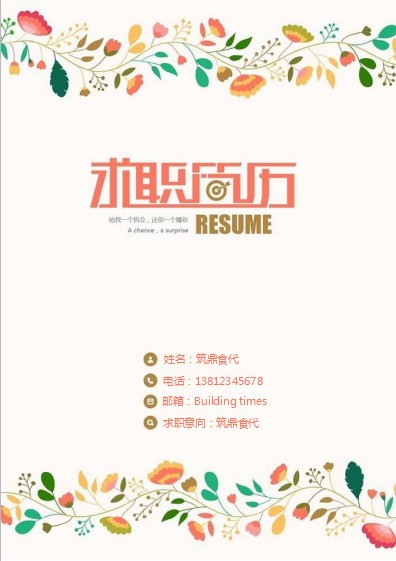 求职简历
给我一个机会，还你一个精彩
A chance , a surprise
RESUME
姓名：筑鼎食代
电话：13812345678
邮箱：Building times
求职意向：筑鼎食代